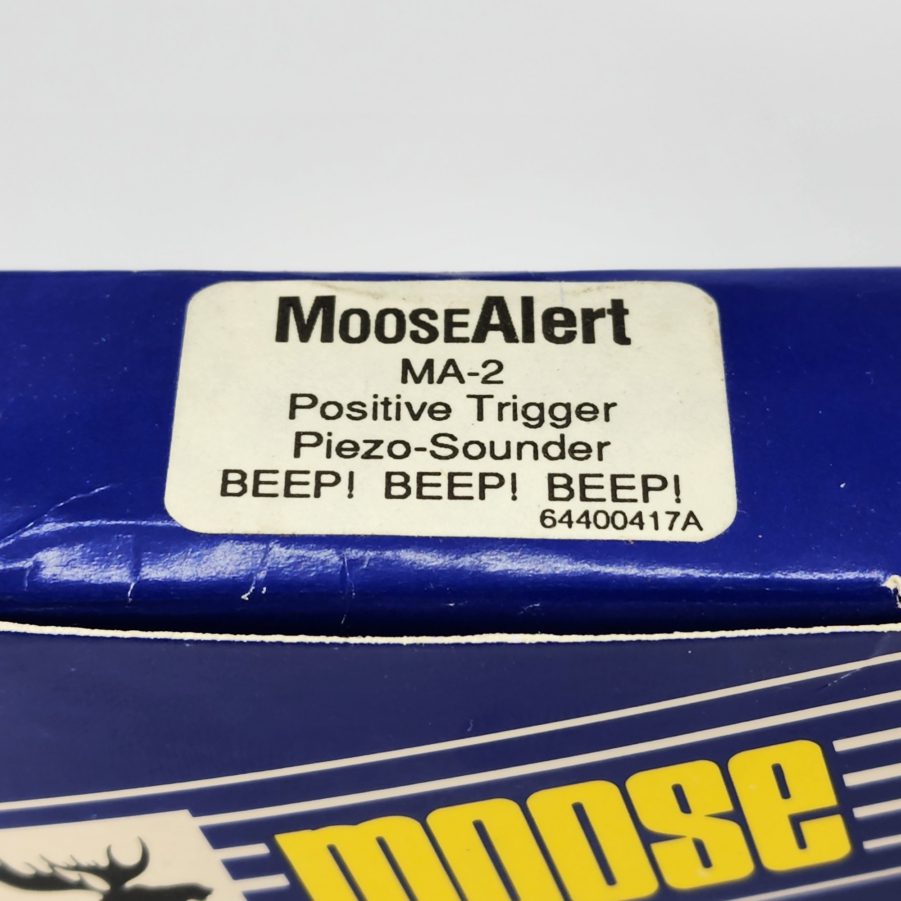 MOOSEAlert
MA-2
Positive Trigger
Piezo-Sounder
BEEP! BEEP! BEEP!
64400417A
moose